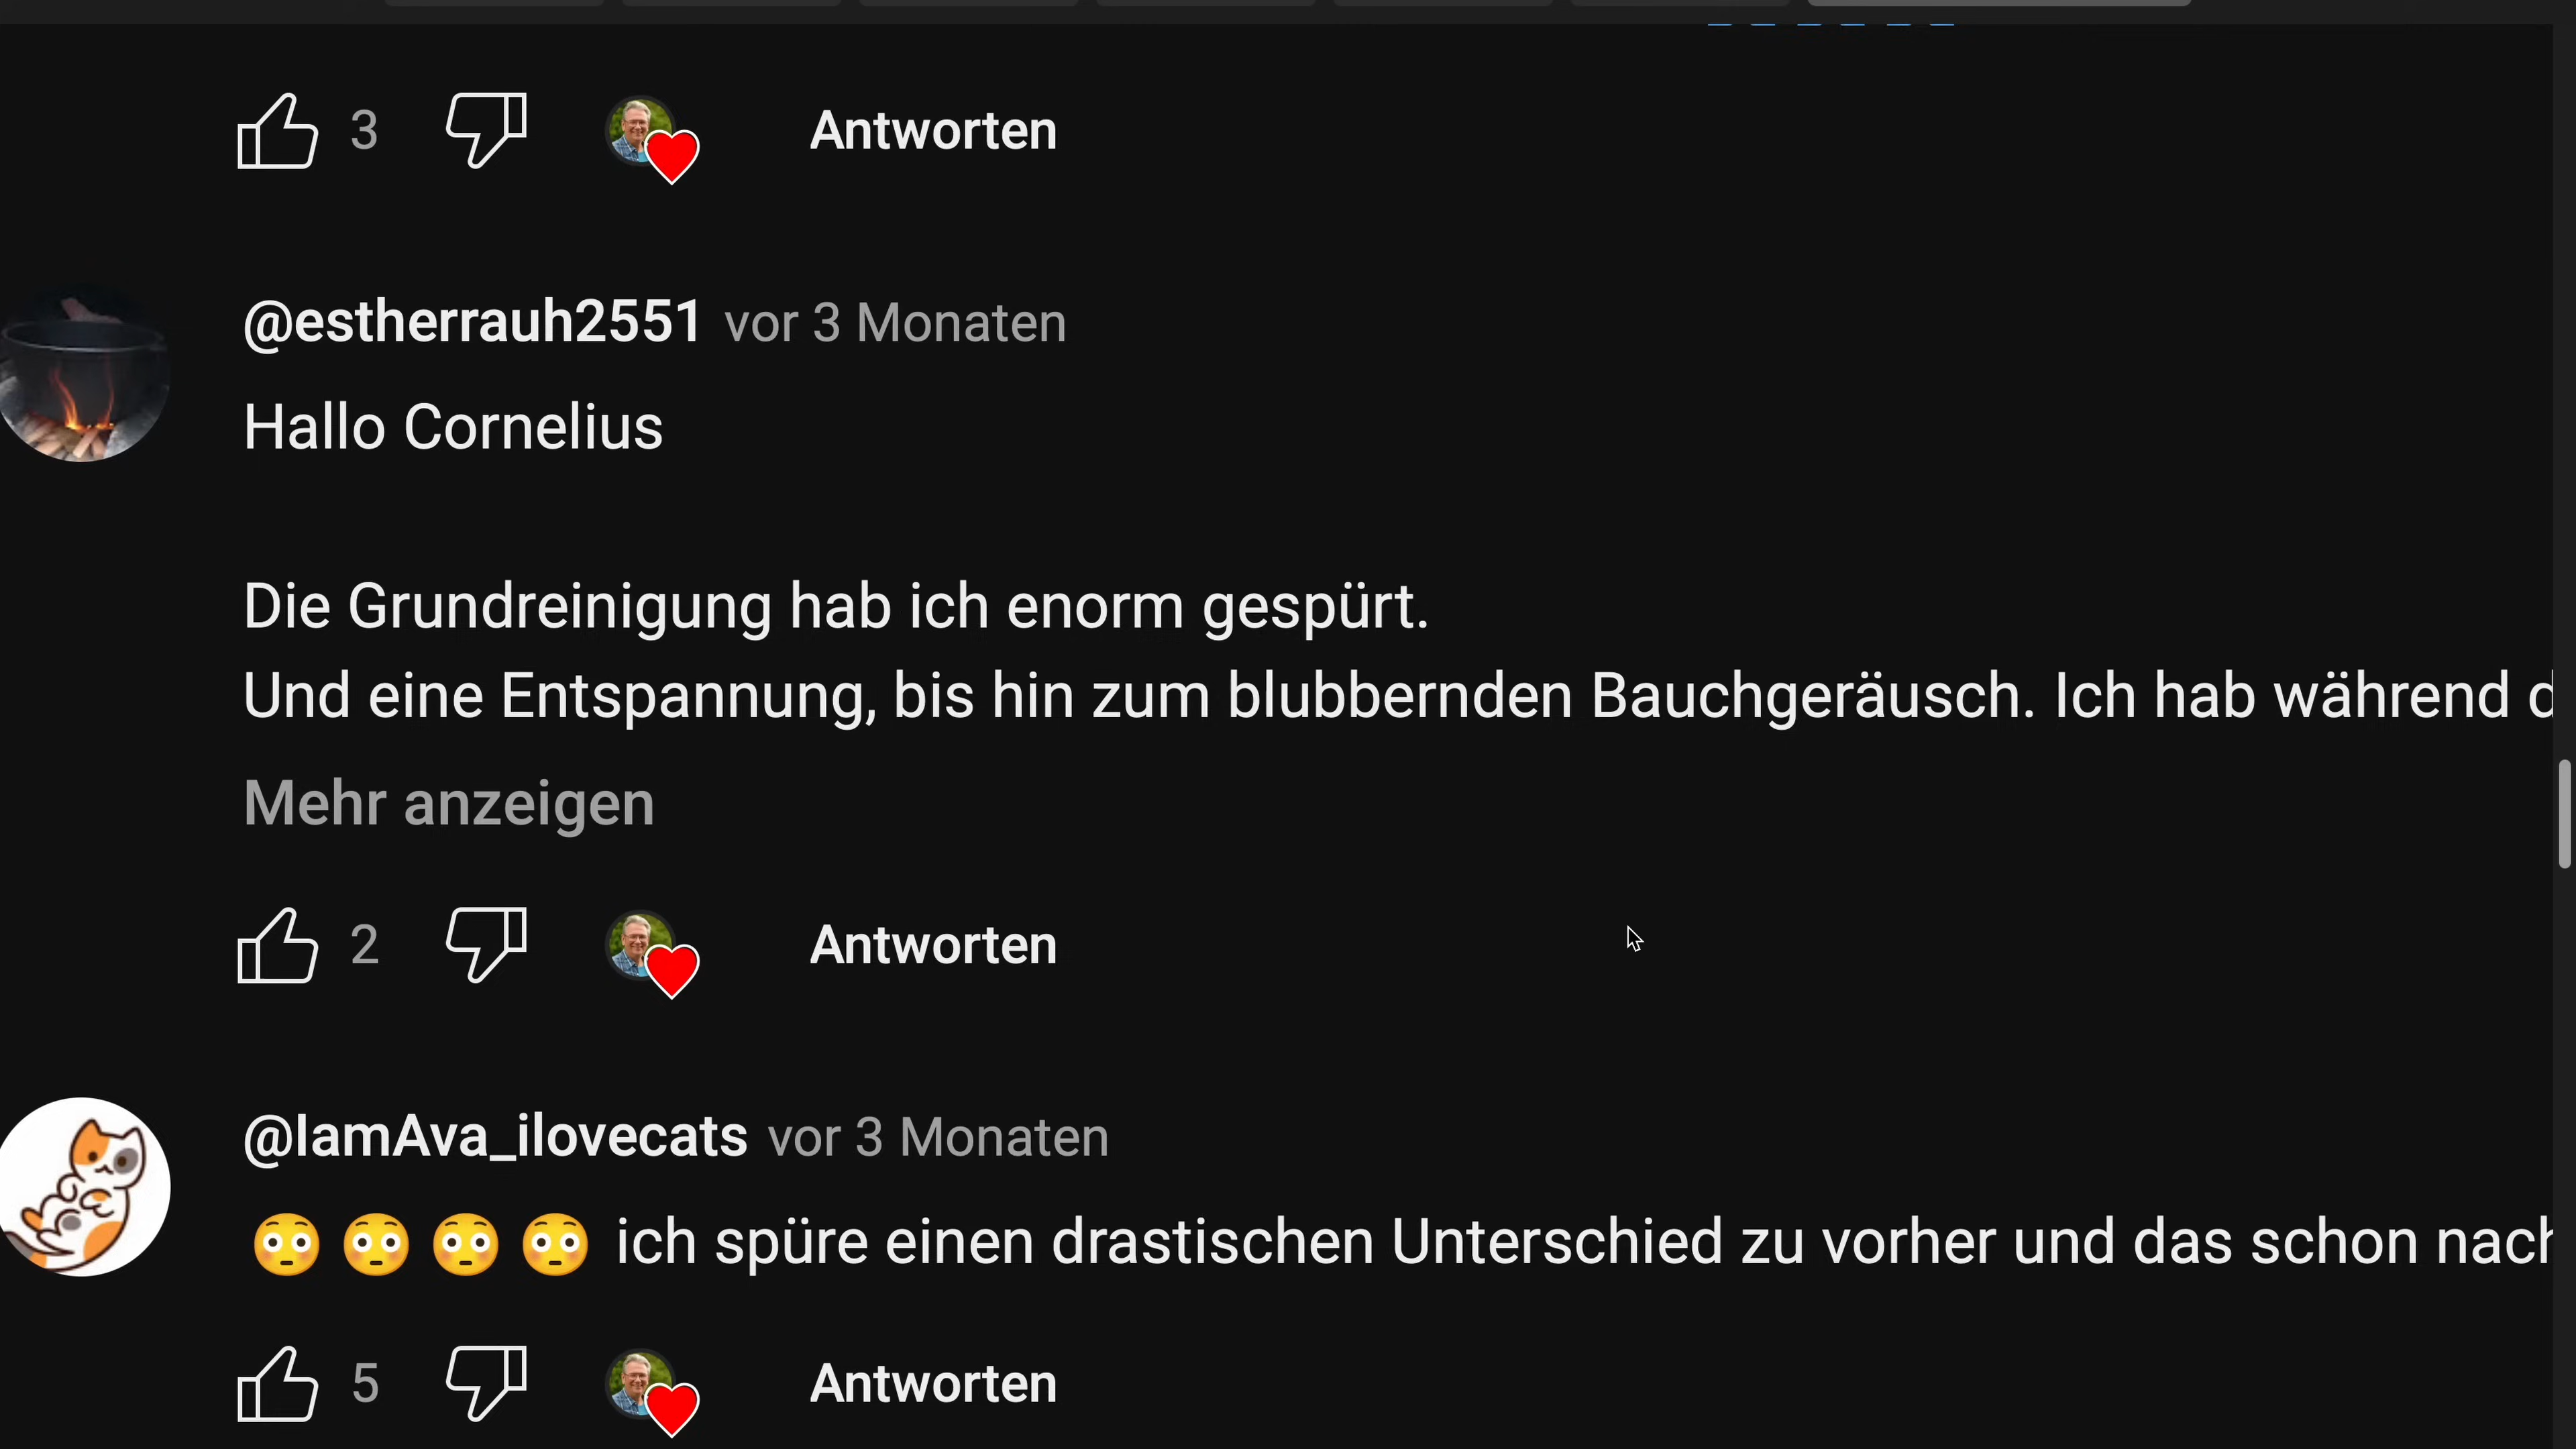 3 Antworten
@estherrauh2551 vor 3 Monaten
Hallo Cornelius
Die Grundreinigung hab ich enorm gespürt.
Und eine Entspannung, bis hin zum blubbernden Bauchgeräusch. Ich hab während
Mehr anzeigen
2 Antworten
@IamAva_ilovecats vor 3 Monaten
😳 😳 😳 😳 ich spüre einen drastischen Unterschied zu vorher und das schon nach
5 Antworten